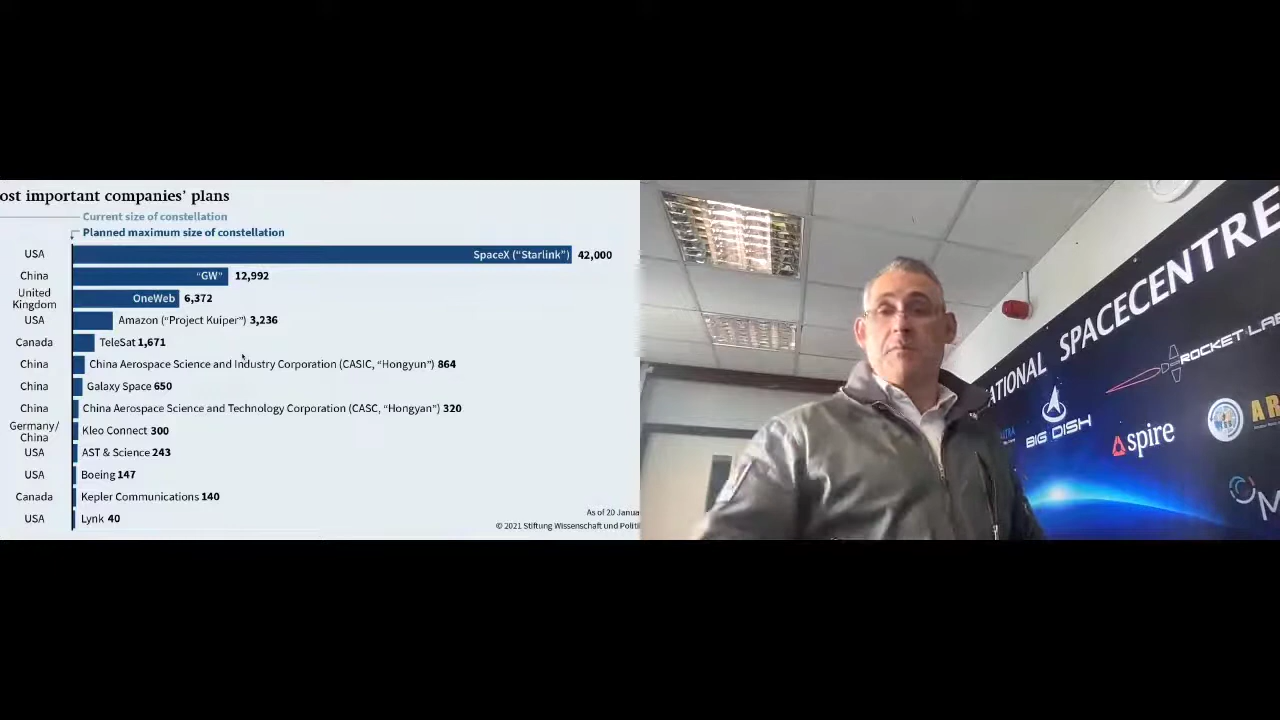 ost important companies' plans
Current size of constellation
Planned maximum size of constellation
USA SpaceX ("Starlink") 42,000
China "GW" 12,992
United
Kingdom
OneWeb 6,372
USA Amazon ("Project Kuiper") 3,236
Canada TeleSat 1,671
China China Aerospace Science and Industry Corporation (CASIC, "Hongyun") 864
China Galaxy Space 650
China China Aerospace Science and Technology Corporation (CASC, "Hongyan") 320
Germany/
China
Kleo Connect 300
USA AST & Science 243
USA Boeing 147
Canada Kepler Communications 140
USA Lynk 40
As of 20 Janua
© 2021 Stiftung Wissenschaft und Politi
ATIONAL SPACECENTRE
ROCKET LAB
BIG DISH
spire
AR
M